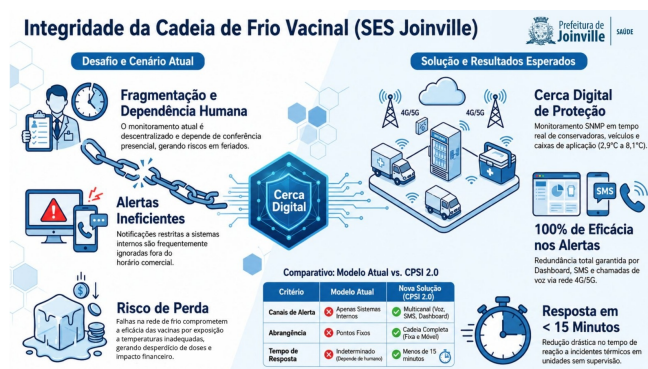 Integridade da Cadeia de Frio Vacinal (SES Joinville)
Prefeitura de
Joinville
SAÚDE
Desafio e Cenário Atual
Fragmentação e
Dependência Humana
O monitoramento atual é
descentralizado e depende de conferência
presencial, gerando riscos em feriados.
Alertas
Ineficientes
Notificações restritas a sistemas
internos são frequentemente
ignoradas fora do
horário comercial.
Risco de Perda
Falhas na rede de frio comprometem
a eficácia das vacinas por exposição
a temperaturas inadequadas,
gerando desperdício de doses e
impacto financeiro.
Cerca
Digital
Solução e Resultados Esperados
4G/5G
4G/5G
Cerca Digital
de Proteção
Monitoramento SNMP em tempo
real de conservadoras, veículos e
caixas de aplicação (2,9°C a 8,1°C).
SMS
100% de Eficácia
nos Alertas
Redundância total garantida por
Dashboard, SMS e chamadas
de voz via rede 4G/5G.
Resposta em
< 15 Minutos
Redução drástica no tempo de
reação a incidentes térmicos em
unidades sem supervisão.
Comparativo: Modelo Atual vs. CPSI 2.0
Critério
Modelo Atual
Nova Solução
(CPSI 2.0)
Canais de Alerta
Apenas Sistemas
Internos
Multicanal (Voz,
SMS, Dashboard)
Abrangência
Pontos Fixos
Cadeia Completa
(Fixa e Móvel)
Tempo de
Resposta
Indeterminado
(Depende de humano)
Menos de 15
minutos